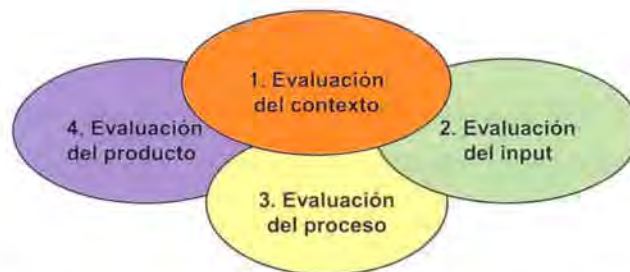 1. Evaluación
del contexto
2. Evaluación
del input
3. Evaluación
del proceso
4. Evaluación
del producto